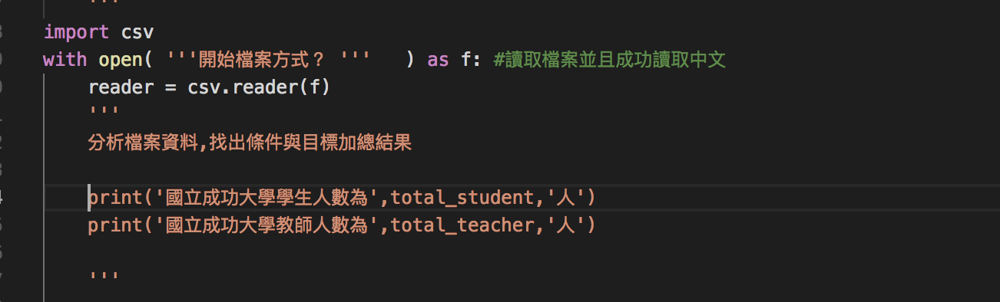 '''
import csv
with open( '''開始檔案方式？ '''   ) as f: #讀取檔案並且成功讀取中文
reader = csv.reader(f)
'''
分析檔案資料,找出條件與目標加總結果
print('國立成功大學學生人數為',total_student,'人')
print('國立成功大學教師人數為',total_teacher,'人')
'''